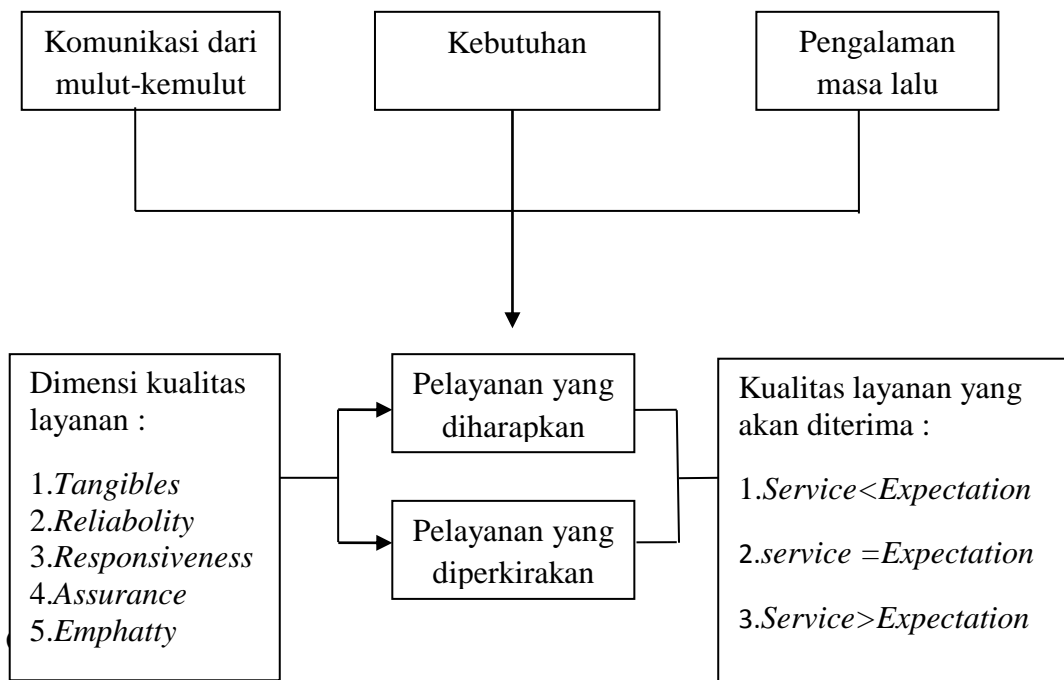 Komunikasi dari
mulut-kemulut
Kebutuhan
Pengalaman
masa lalu
Dimensi kualitas
layanan :
1.Tangibles
2.Reliabolity
3.Responsiveness
4.Assurance
5.Emphatty
Pelayanan yang
diharapkan
Pelayanan yang
diperkirakan
Kualitas layanan yang
akan diterima :
1.Service<Expectation
2.service =Expectation
3.Service>Expectation